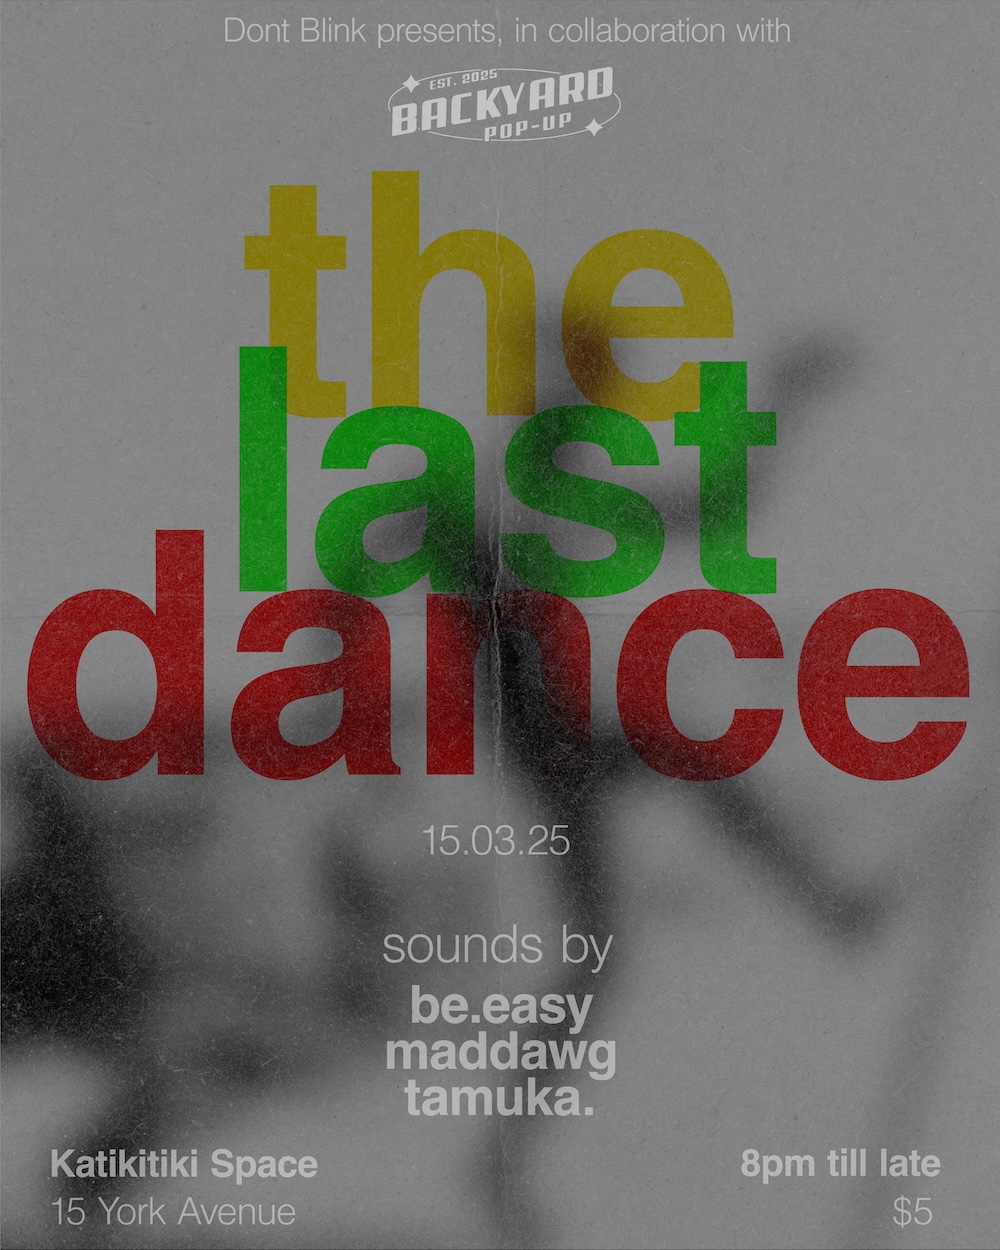 Dont Blink presents, in collaboration with
EST. 2025
BACKYARD
POP-UP
the
last
dance
15.03.25
sounds by
be.easy
maddawg
tamuka.
Katikitiki Space
15 York Avenue
8pm till late
$5